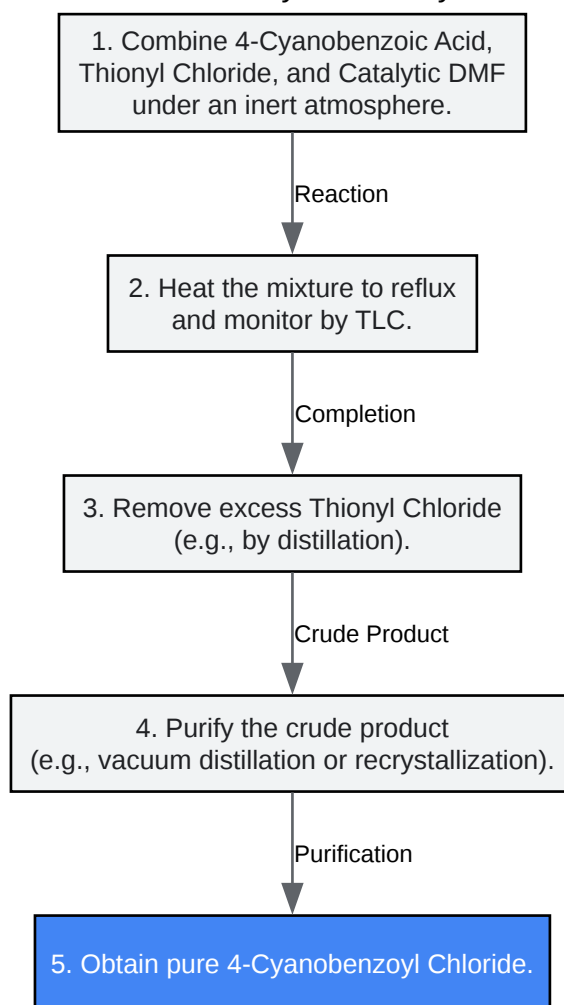 1. Combine 4-Cyanobenzoic Acid,
Thionyl Chloride, and Catalytic DMF
under an inert atmosphere.
Reaction
2. Heat the mixture to reflux
and monitor by TLC.
Completion
3. Remove excess Thionyl Chloride
(e.g., by distillation).
Crude Product
4. Purify the crude product
(e.g., vacuum distillation or recrystallization).
Purification
5. Obtain pure 4-Cyanobenzoyl Chloride.